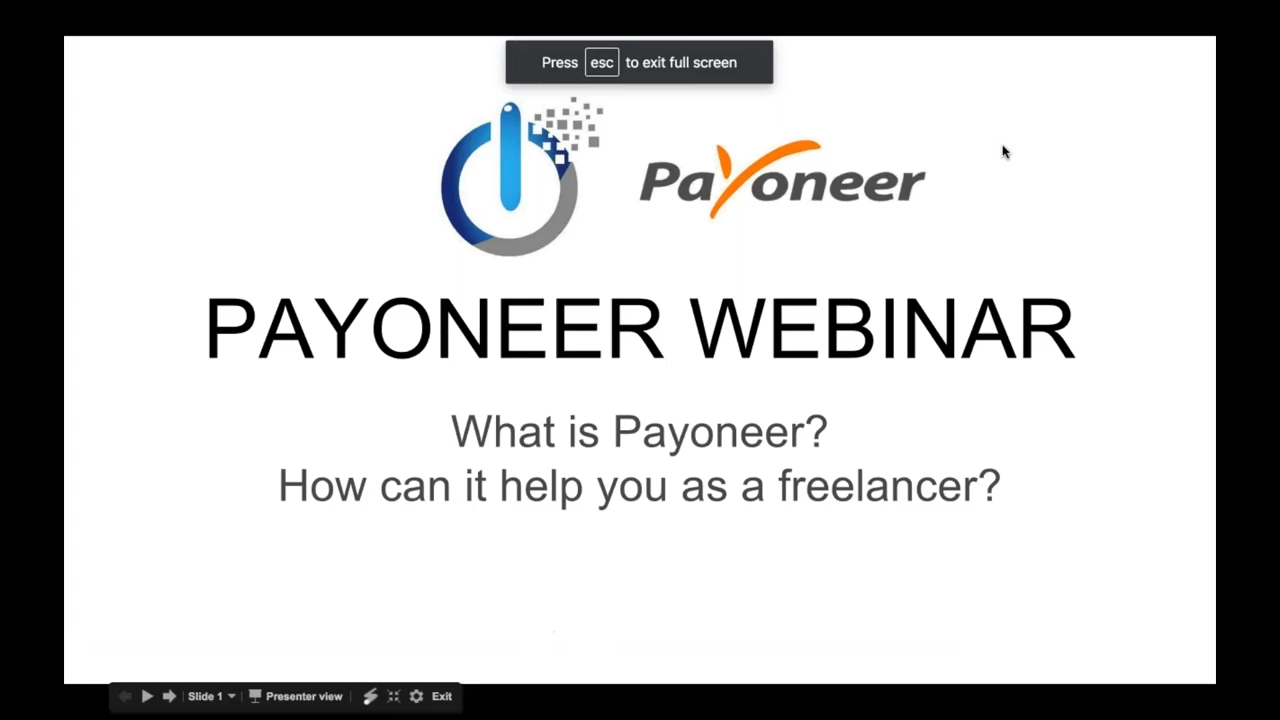 Press esc to exit full screen
Payoneer
PAYONEER WEBINAR
What is Payoneer?
How can it help you as a freelancer?
Slide 1 Presenter view Exit